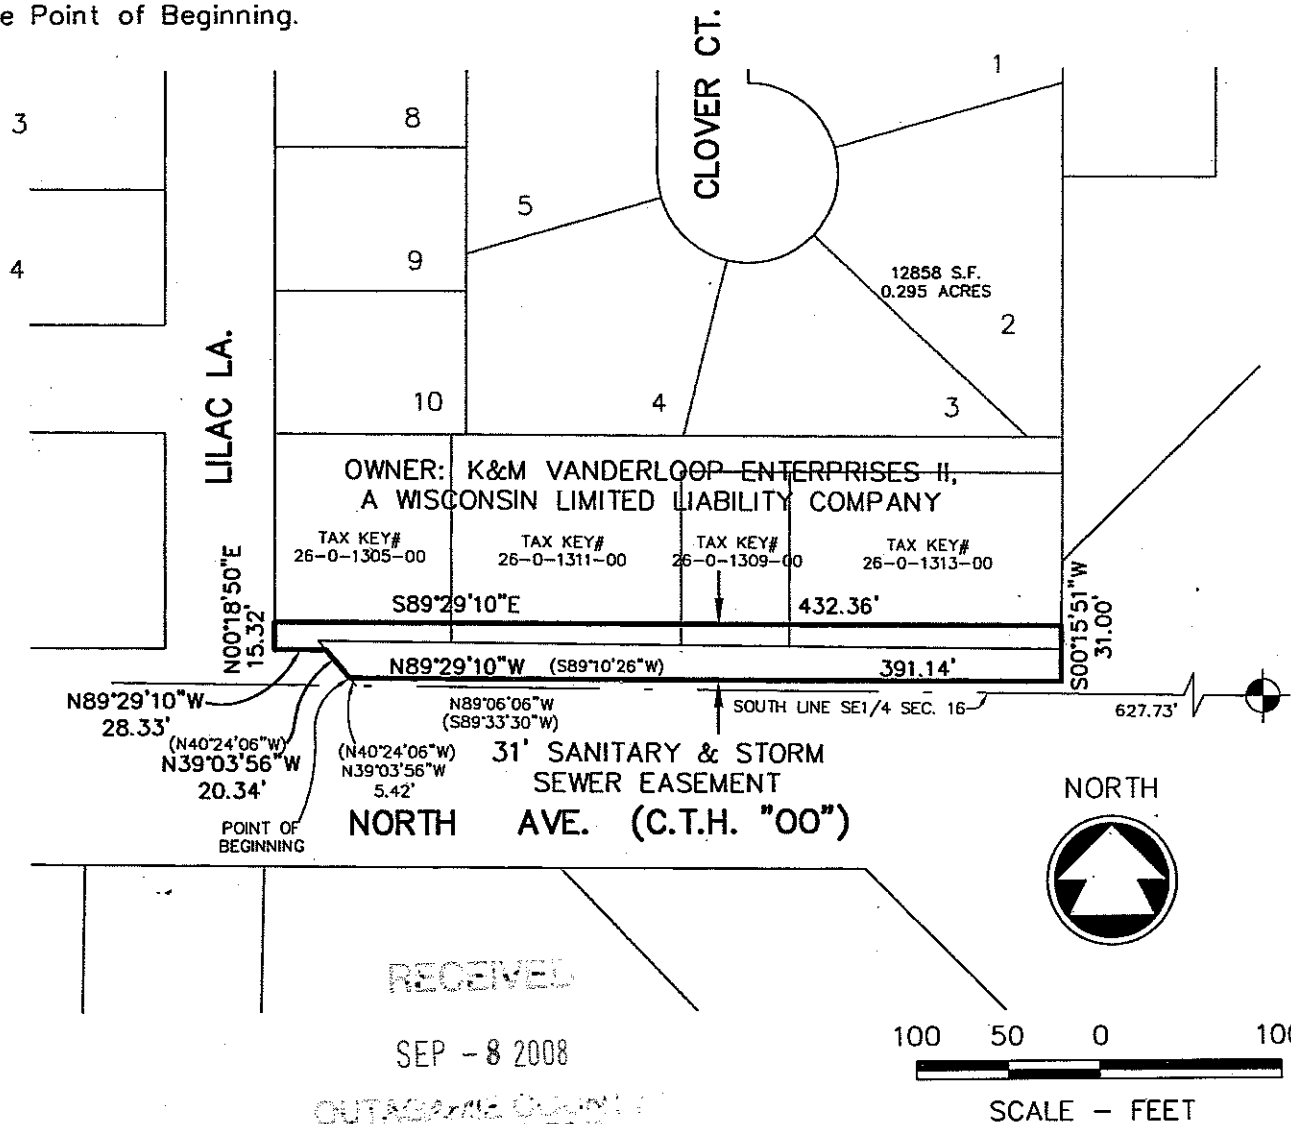 e Point of Beginning.
CLOVER CT.
1
3
8
5
9
4
12858 S.F.
0.295 ACRES
2
LILAC LA.
10
4
3
OWNER: K&M VANDERLOOP ENTERPRISES II,
A WISCONSIN LIMITED LIABILITY COMPANY
TAX KEY#
26-0-1305-00
TAX KEY#
26-0-1311-00
TAX KEY#
26-0-1309-00
TAX KEY#
26-0-1313-00
N00°18'50"E
15.32'
S89°29'10"E
432.36'
S00°15'51"W
31.00'
N89°29'10"W
(S89°10'26"W)
391.14'
N89°29'10"W
28.33'
N89°06'06"W
(S89°33'30"W)
SOUTH LINE SE1/4 SEC. 16
627.73'
(N40°24'06"W)
N39°03'56"W
20.34'
(N40°24'06"W)
N39°03'56"W
5.42'
31' SANITARY & STORM
SEWER EASEMENT
POINT OF
BEGINNING
NORTH AVE. (C.T.H. "OO")
NORTH
RECEIVED
SEP -8 2008
OUTAGAMIE COUNTY
100 50 0 100
SCALE - FEET